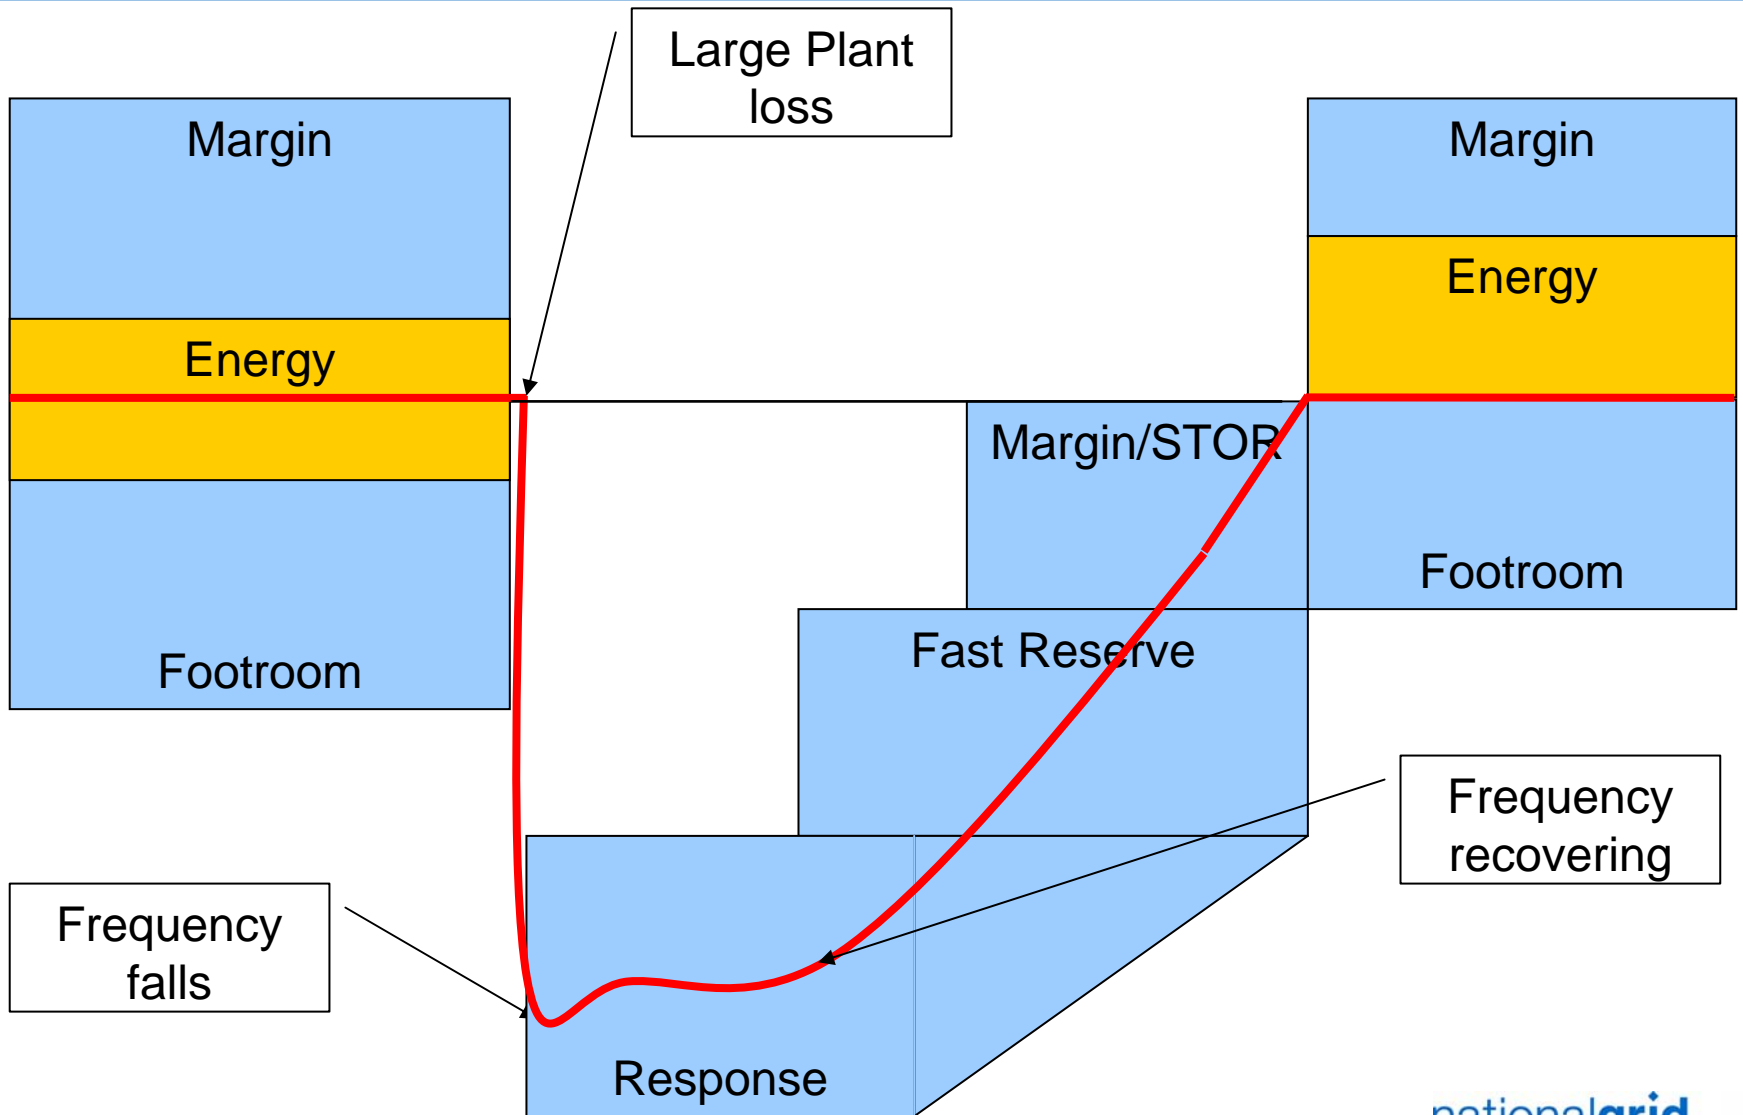 Large Plant
loss
Margin
Margin
Energy
Energy
Margin/STOR
Footroom
Fast Reserve
Footroom
Frequency
recovering
Frequency
falls
Response
nationalgrid